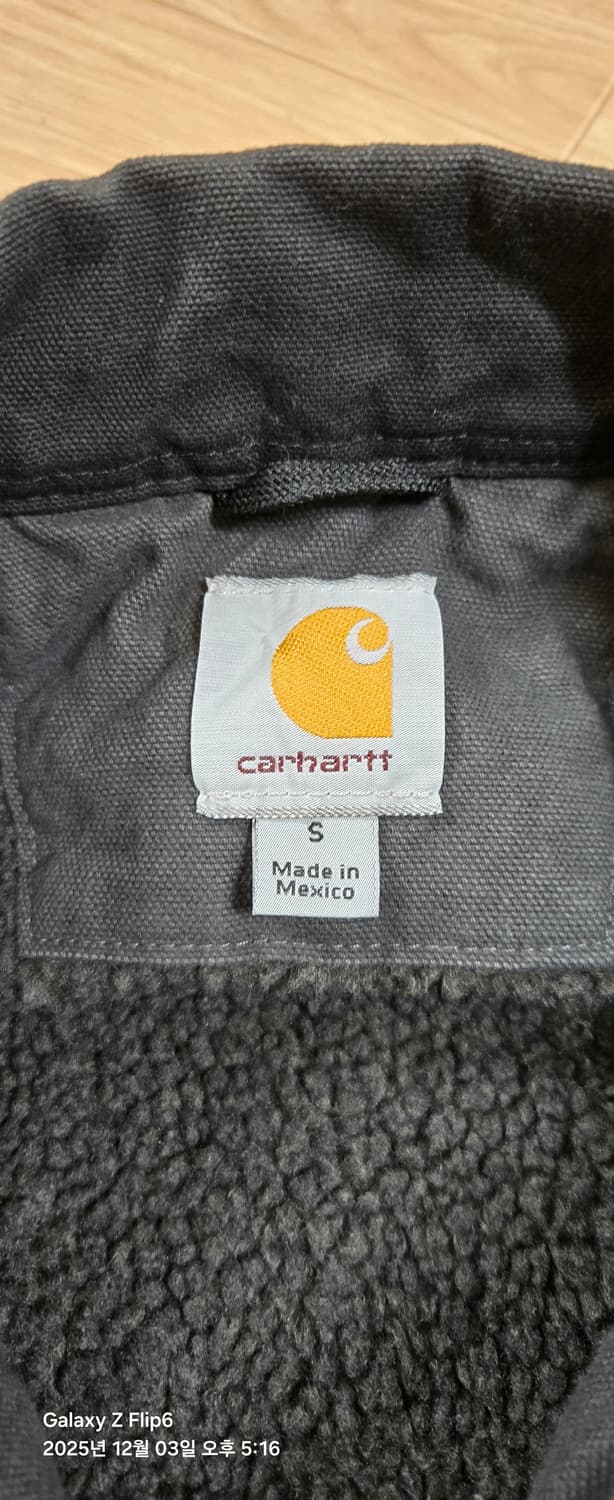 carhartt
S
Made in
Mexico
Galaxy Z Flip6
2025년 12월 03일 오후 5:16